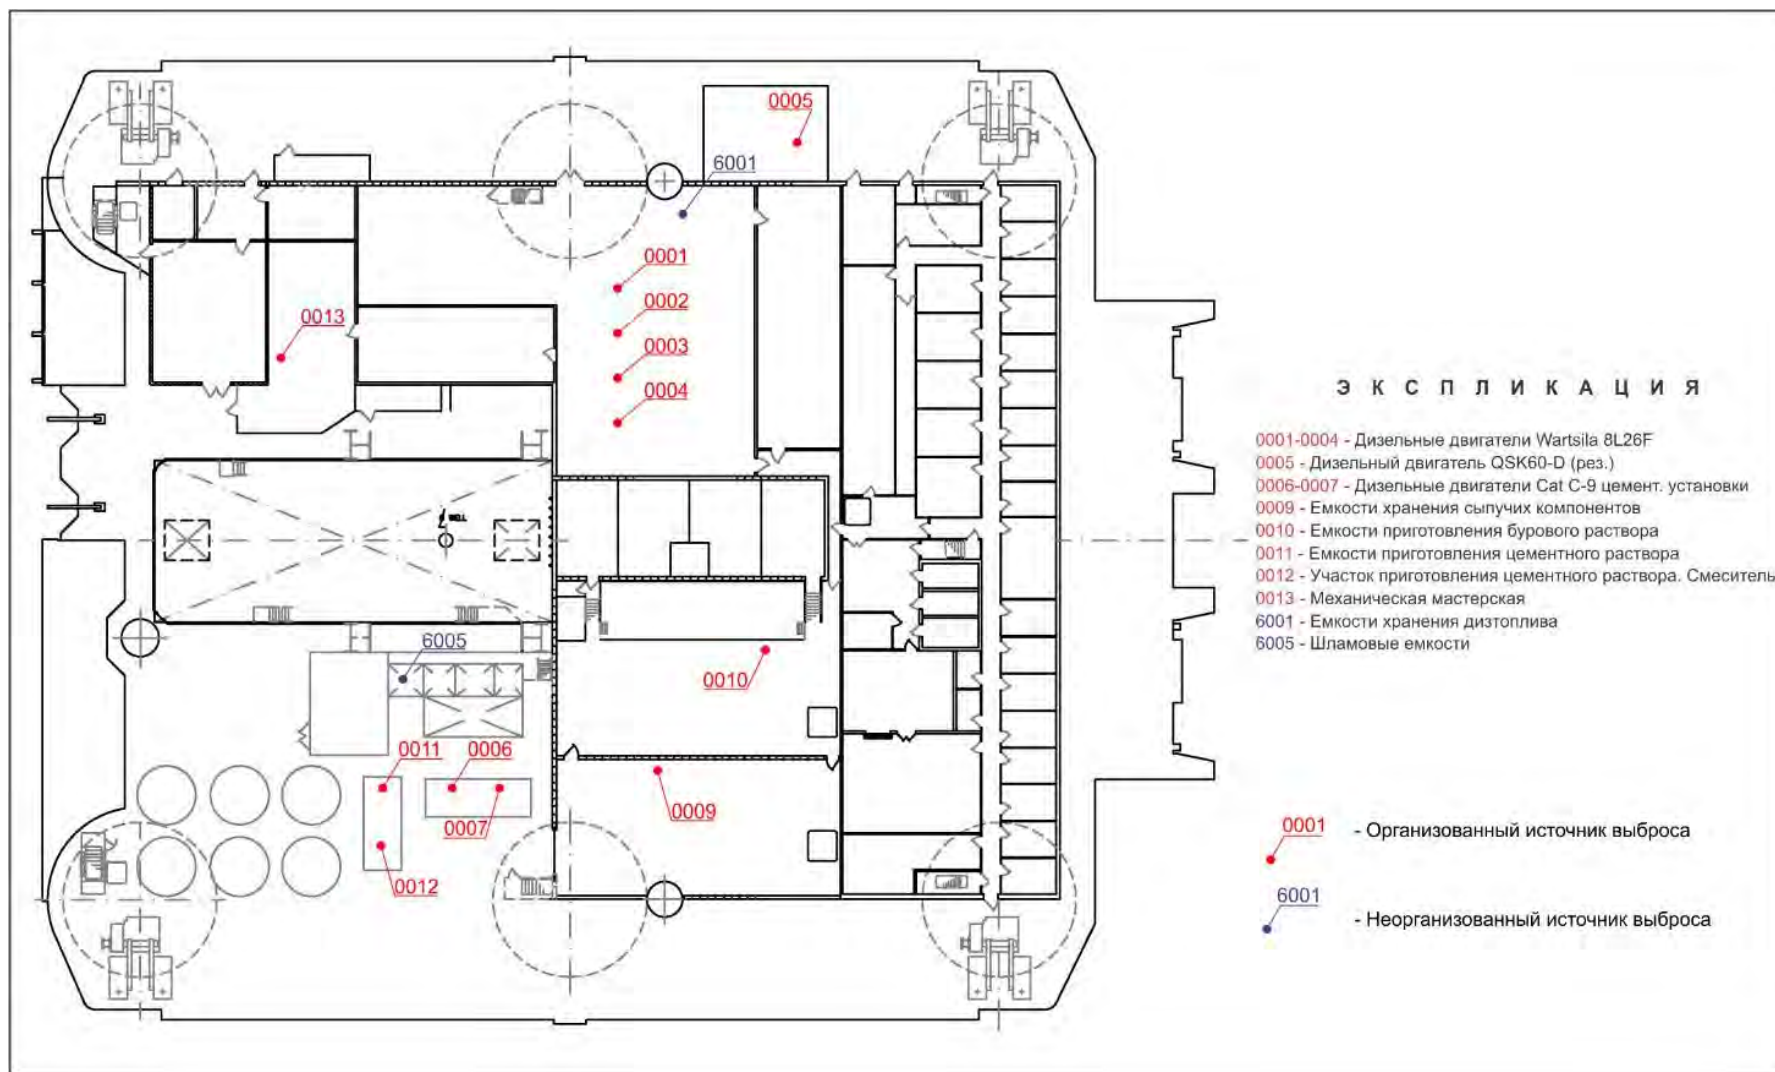 0005
6001
0001
0002
0013
0003
0004
WELL
6005
0010
0011
0006
0009
0007
0012
Э К С П Л И К А Ц И Я
0001-0004 - Дизельные двигатели Wartsila 8L26F
0005 - Дизельный двигатель QSK60-D (рез.)
0006-0007 - Дизельные двигатели Cat C-9 цемент. установки
0009 - Емкости хранения сыпучих компонентов
0010 - Емкости приготовления бурового раствора
0011 - Емкости приготовления цементного раствора
0012 - Участок приготовления цементного раствора. Смеситель
0013 - Механическая мастерская
6001 - Емкости хранения дизтоплива
6005 - Шламовые емкости
0001 - Организованный источник выброса
6001 - Неорганизованный источник выброса